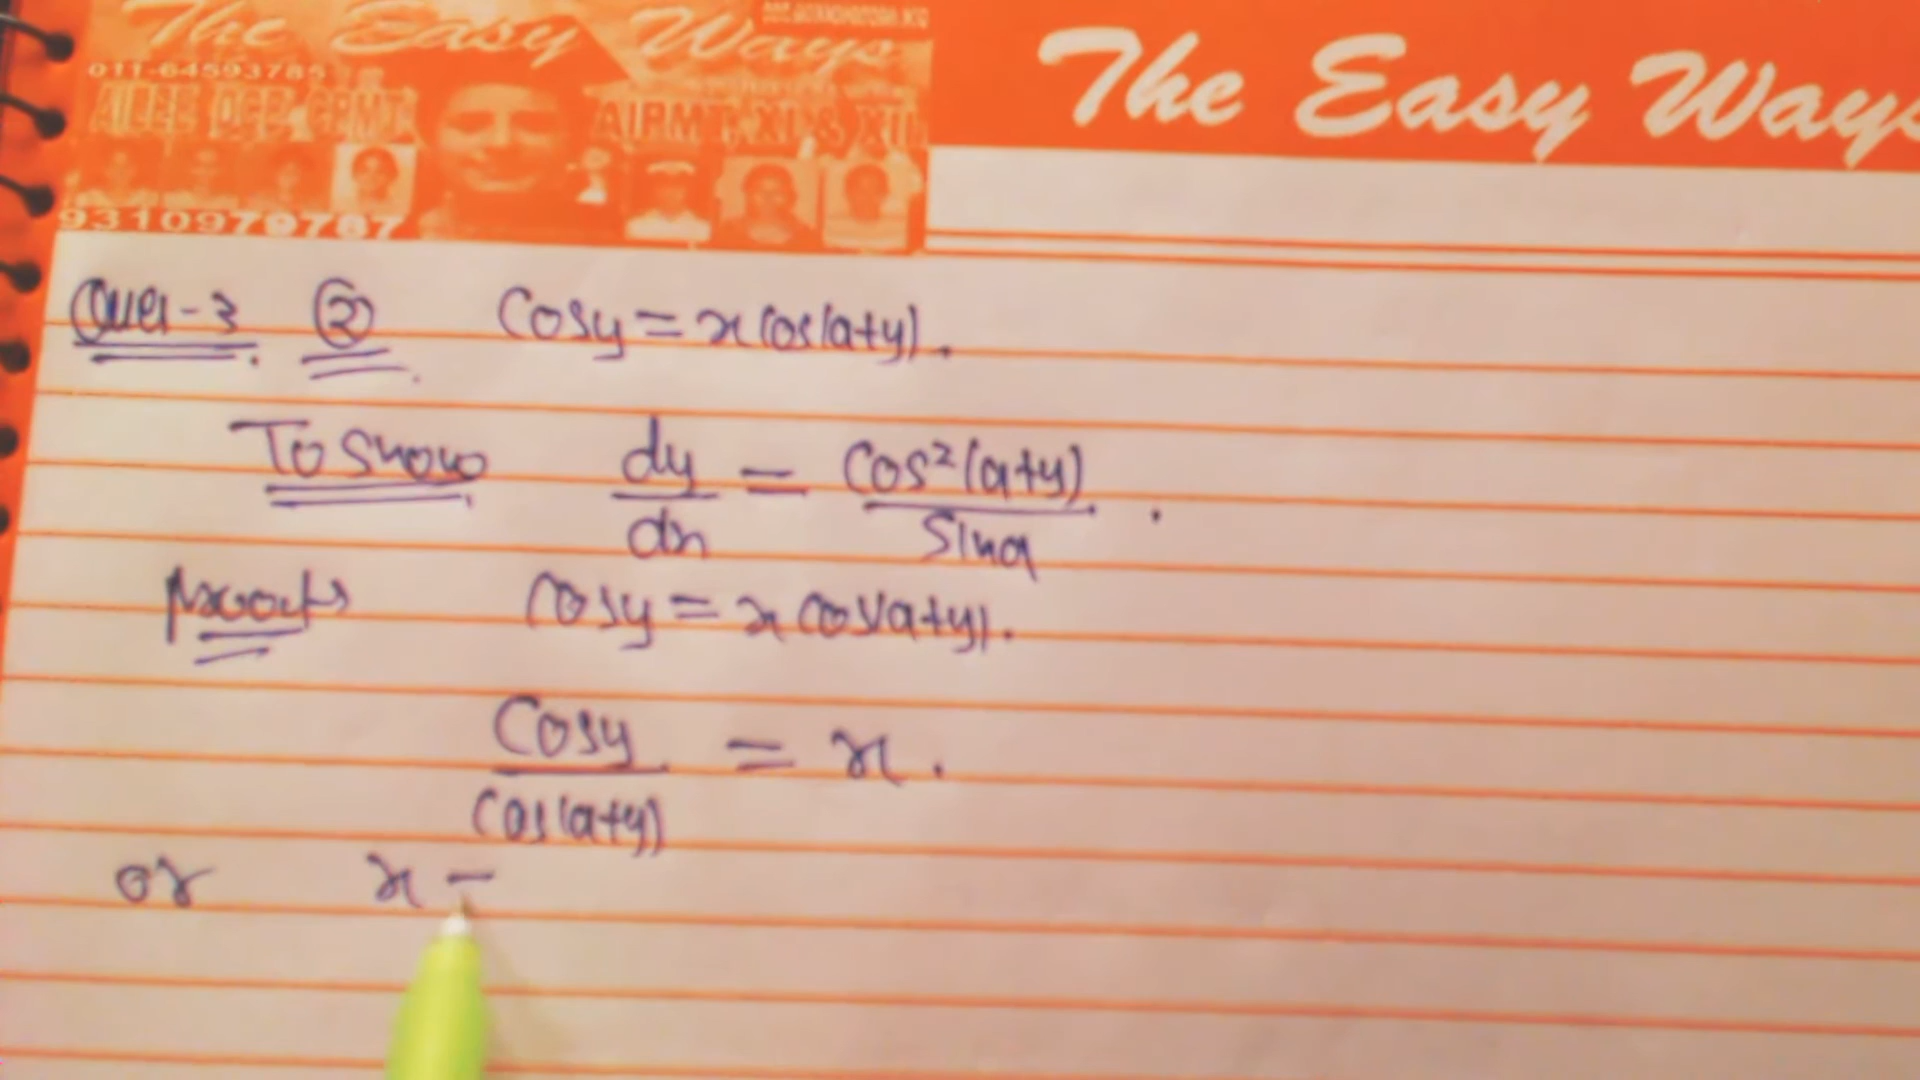 The Easy Ways
The Easy Ways
011-64593785
AIEEE DCE CPMT
AIPMT, XI & XII
9310979787
Ques-3 ② Cosy = x Cos(a+y).
To Show dy/dx = Cos²(a+y)/Sina.
Proof Cosy = x Cos(a+y).
Cosy/Cos(a+y) = x.
or x =